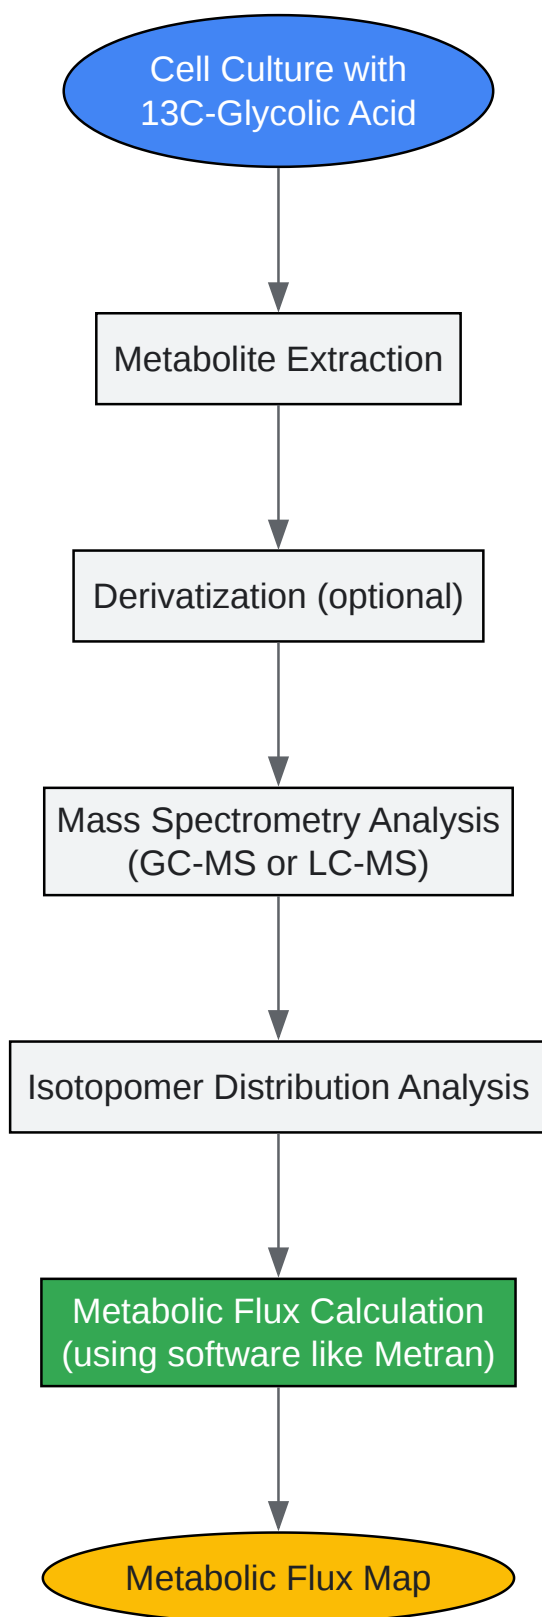 Cell Culture with
13C-Glycolic Acid
Metabolite Extraction
Derivatization (optional)
Mass Spectrometry Analysis
(GC-MS or LC-MS)
Isotopomer Distribution Analysis
Metabolic Flux Calculation
(using software like Metran)
Metabolic Flux Map